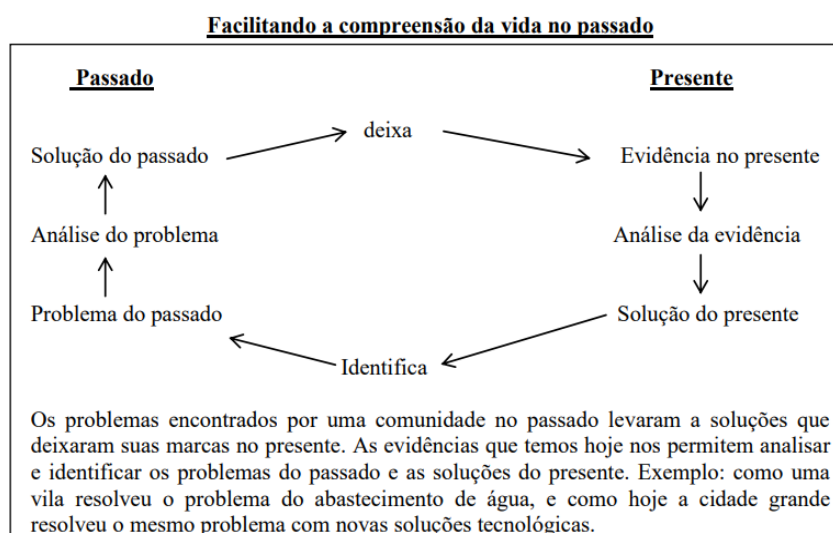 Facilitando a compreensão da vida no passado
Passado Presente
deixa
Solução do passado Evidência no presente
Análise do problema Análise da evidência
Problema do passado Solução do presente
Identifica
Os problemas encontrados por uma comunidade no passado levaram a soluções que
deixaram suas marcas no presente. As evidências que temos hoje nos permitem analisar
e identificar os problemas do passado e as soluções do presente. Exemplo: como uma
vila resolveu o problema do abastecimento de água, e como hoje a cidade grande
resolveu o mesmo problema com novas soluções tecnológicas.